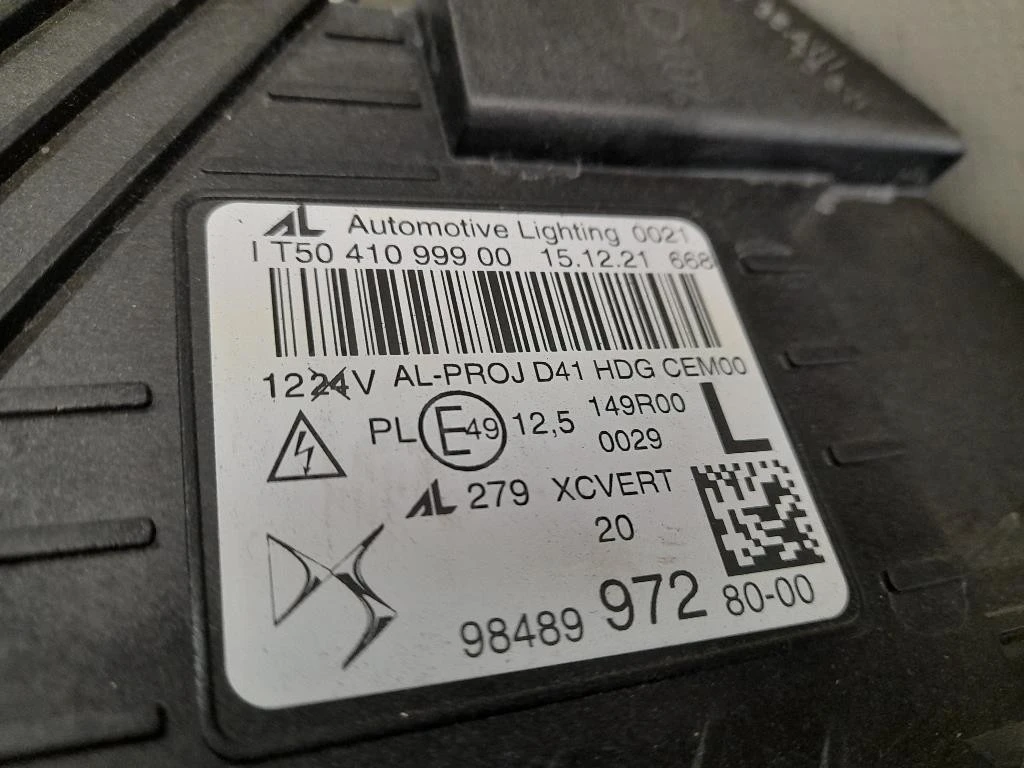 AL Automotive Lighting 0021
I T50 410 999 00 15.12.21 668
1224V AL-PROJ D41 HDG CEM00
PL E49 12,5 149R00
0029
L
AL 279 XCVERT
20
DS
98489 972 80-00